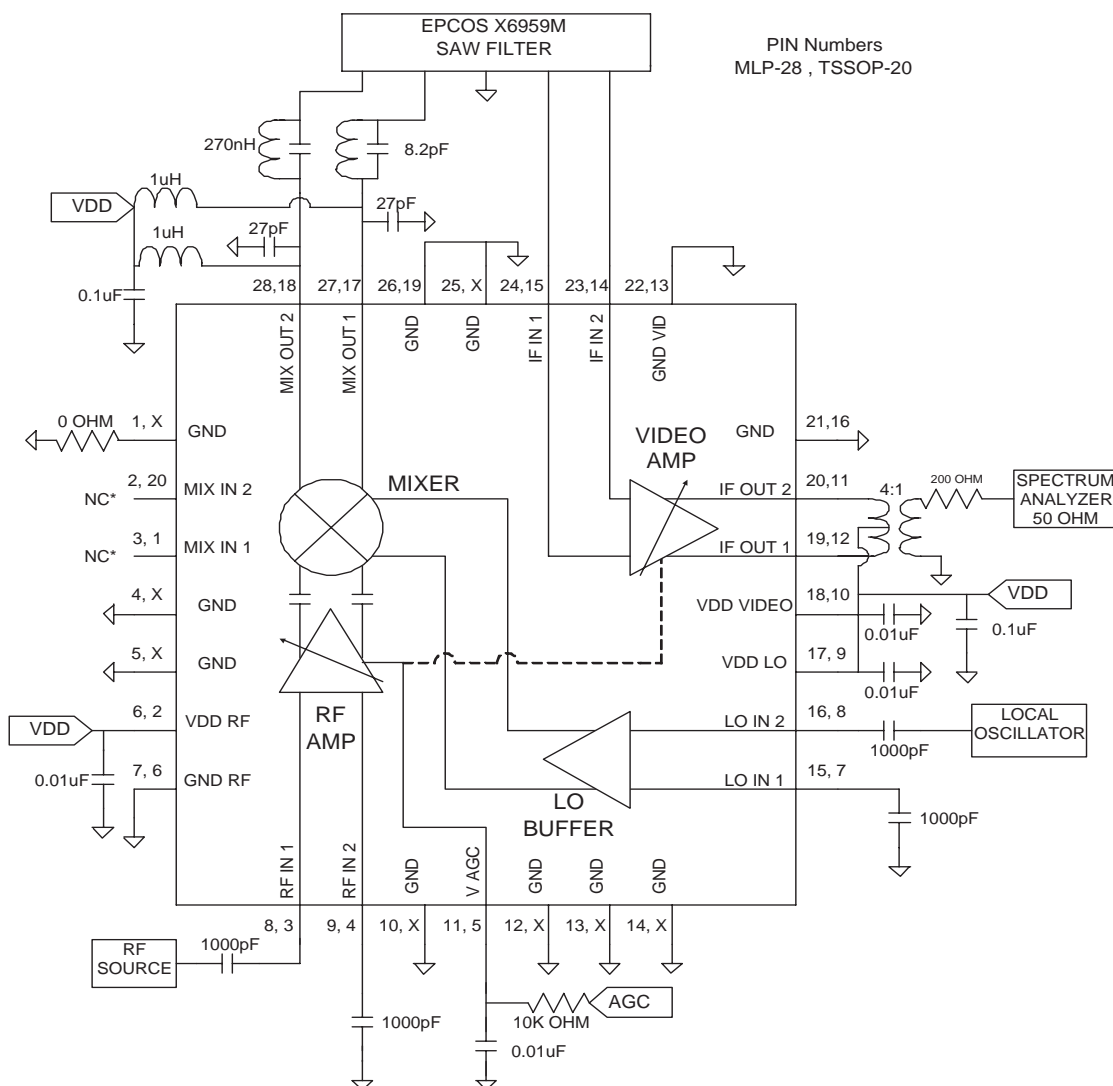 EPCOS X6959M
SAW FILTER
PIN Numbers
MLP-28 , TSSOP-20
270nH
8.2pF
1uH
VDD
27pF
27pF
1uH
0.1uF
28,18
27,17
26,19
25, X
24,15
23,14
22,13
MIX OUT 2
MIX OUT 1
GND
GND
IF IN 1
IF IN 2
GND VID
0 OHM
1, X
GND
VIDEO
AMP
GND
21,16
2, 20
NC*
MIX IN 2
MIXER
IF OUT 2
20,11
4:1
200 OHM
SPECTRUM
ANALYZER
50 OHM
3, 1
NC*
MIX IN 1
IF OUT 1
19,12
4, X
GND
VDD VIDEO
18,10
VDD
0.01uF
0.1uF
5, X
GND
VDD LO
17, 9
0.01uF
6, 2
VDD
VDD RF
RF
AMP
LO IN 2
16, 8
LOCAL
OSCILLATOR
1000pF
0.01uF
7, 6
GND RF
LO IN 1
15, 7
LO
BUFFER
1000pF
RF IN 1
RF IN 2
GND
V AGC
GND
GND
GND
8, 3
9, 4
10, X
11, 5
12, X
13, X
14, X
RF
SOURCE
1000pF
AGC
10K OHM
1000pF
0.01uF